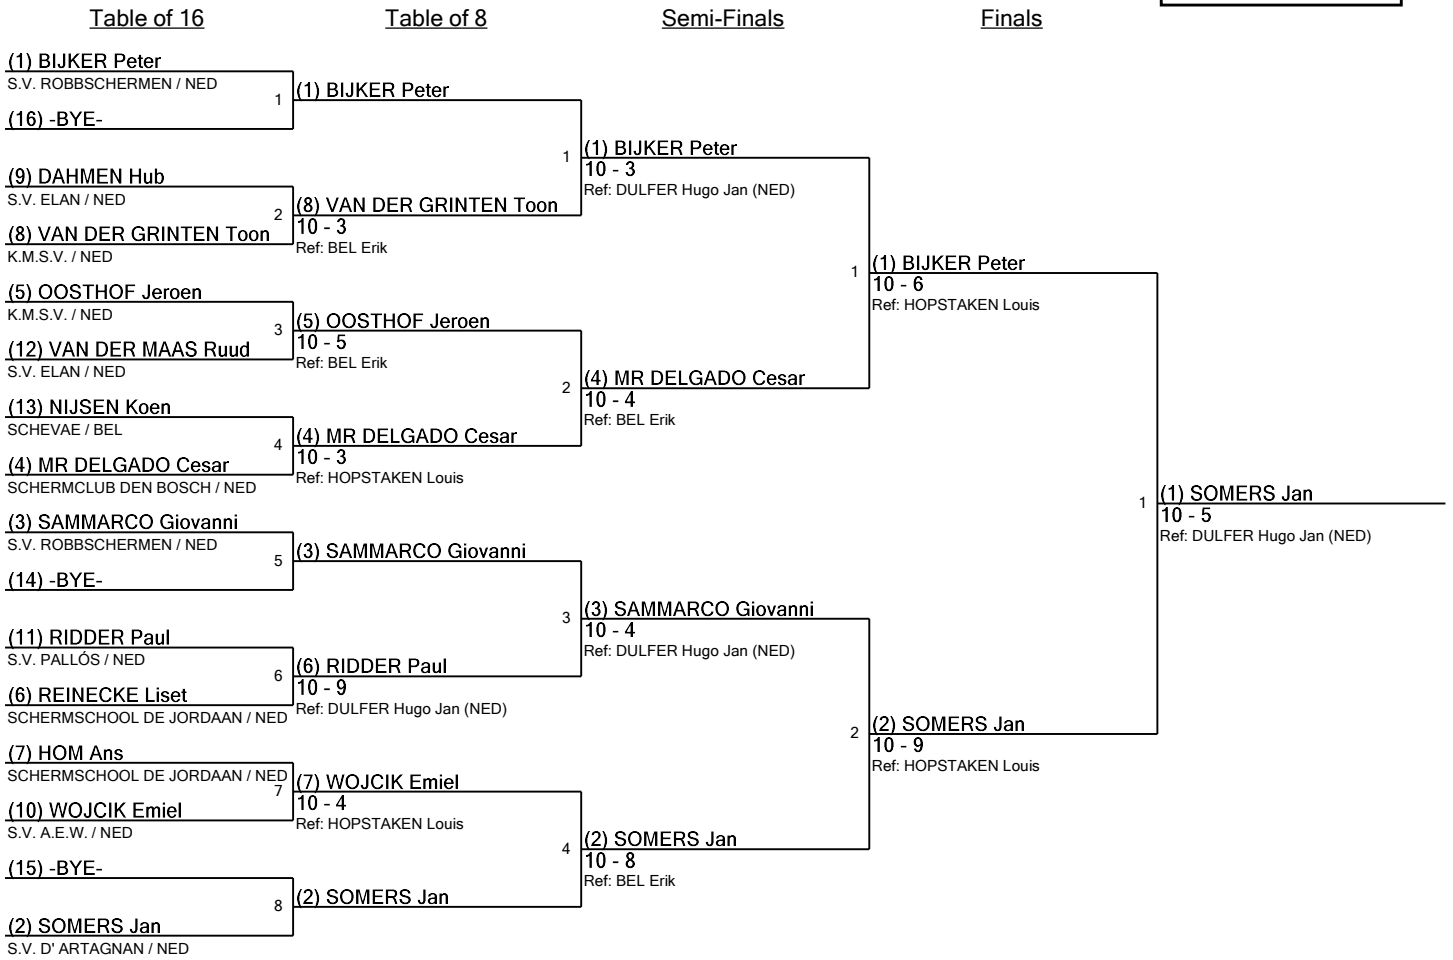 Table of 16
Table of 8
Semi-Finals
Finals
(1) BIJKER Peter
S.V. ROBBSCHERMEN / NED
1
(16) -BYE-
(9) DAHMEN Hub
S.V. ELAN / NED
2
(8) VAN DER GRINTEN Toon
K.M.S.V. / NED
(5) OOSTHOF Jeroen
K.M.S.V. / NED
3
(12) VAN DER MAAS Ruud
S.V. ELAN / NED
(13) NIJSEN Koen
SCHEVAE / BEL
4
(4) MR DELGADO Cesar
SCHERMCLUB DEN BOSCH / NED
(3) SAMMARCO Giovanni
S.V. ROBBSCHERMEN / NED
5
(14) -BYE-
(11) RIDDER Paul
S.V. PALLÓS / NED
6
(6) REINECKE Liset
SCHERMSCHOOL DE JORDAAN / NED
(7) HOM Ans
SCHERMSCHOOL DE JORDAAN / NED
7
(10) WOJCIK Emiel
S.V. A.E.W. / NED
(15) -BYE-
8
(2) SOMERS Jan
S.V. D' ARTAGNAN / NED
(1) BIJKER Peter
1
(8) VAN DER GRINTEN Toon
10 - 3
Ref: BEL Erik
(5) OOSTHOF Jeroen
10 - 5
Ref: BEL Erik
2
(4) MR DELGADO Cesar
10 - 3
Ref: HOPSTAKEN Louis
(3) SAMMARCO Giovanni
3
(6) RIDDER Paul
10 - 9
Ref: DULFER Hugo Jan (NED)
(7) WOJCIK Emiel
10 - 4
Ref: HOPSTAKEN Louis
4
(2) SOMERS Jan
(1) BIJKER Peter
10 - 3
Ref: DULFER Hugo Jan (NED)
1
(4) MR DELGADO Cesar
10 - 4
Ref: BEL Erik
(3) SAMMARCO Giovanni
10 - 4
Ref: DULFER Hugo Jan (NED)
2
(2) SOMERS Jan
10 - 8
Ref: BEL Erik
(1) BIJKER Peter
10 - 6
Ref: HOPSTAKEN Louis
1
(2) SOMERS Jan
10 - 9
Ref: HOPSTAKEN Louis
(1) SOMERS Jan
10 - 5
Ref: DULFER Hugo Jan (NED)